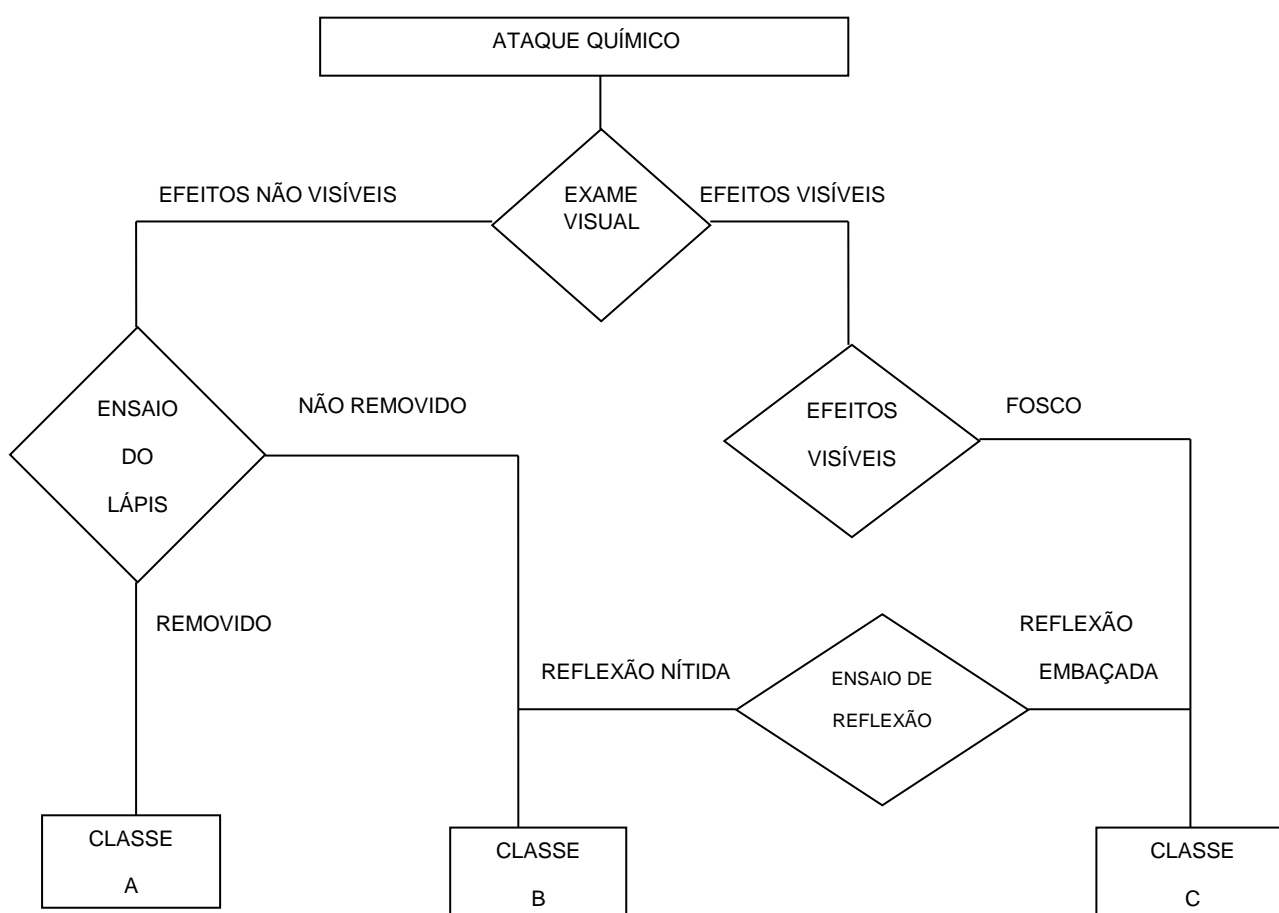 ATAQUE QUÍMICO
EFEITOS NÃO VISÍVEIS
EXAME
VISUAL
EFEITOS VISÍVEIS
ENSAIO
DO
LÁPIS
NÃO REMOVIDO
EFEITOS
VISÍVEIS
FOSCO
REMOVIDO
REFLEXÃO NÍTIDA
ENSAIO DE
REFLEXÃO
REFLEXÃO
EMBAÇADA
CLASSE
A
CLASSE
B
CLASSE
C